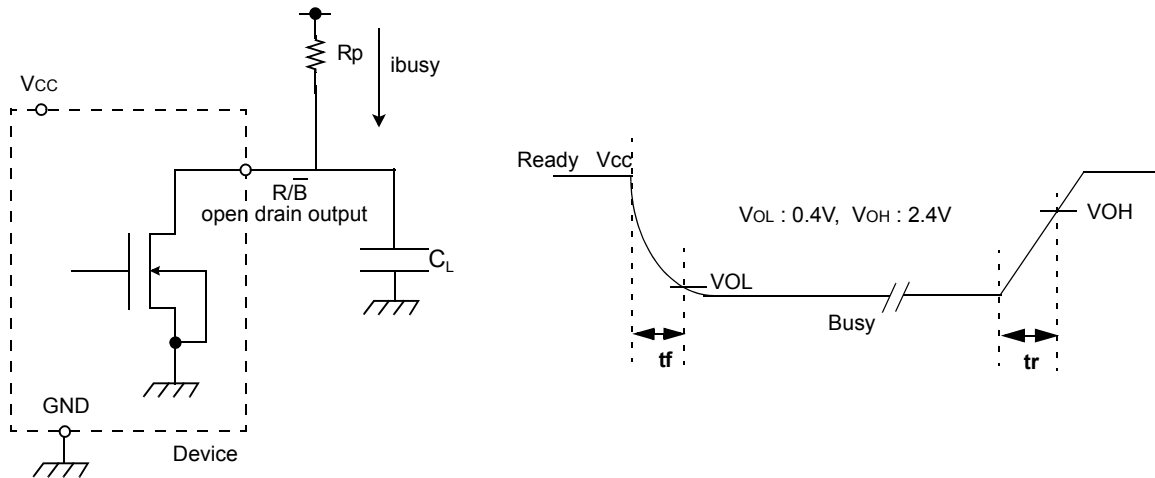 Rp
ibusy
VCC
R/B̅
open drain output
CL
GND
Device
Ready Vcc
VOL : 0.4V, VOH : 2.4V
VOH
VOL
Busy
tf
tr